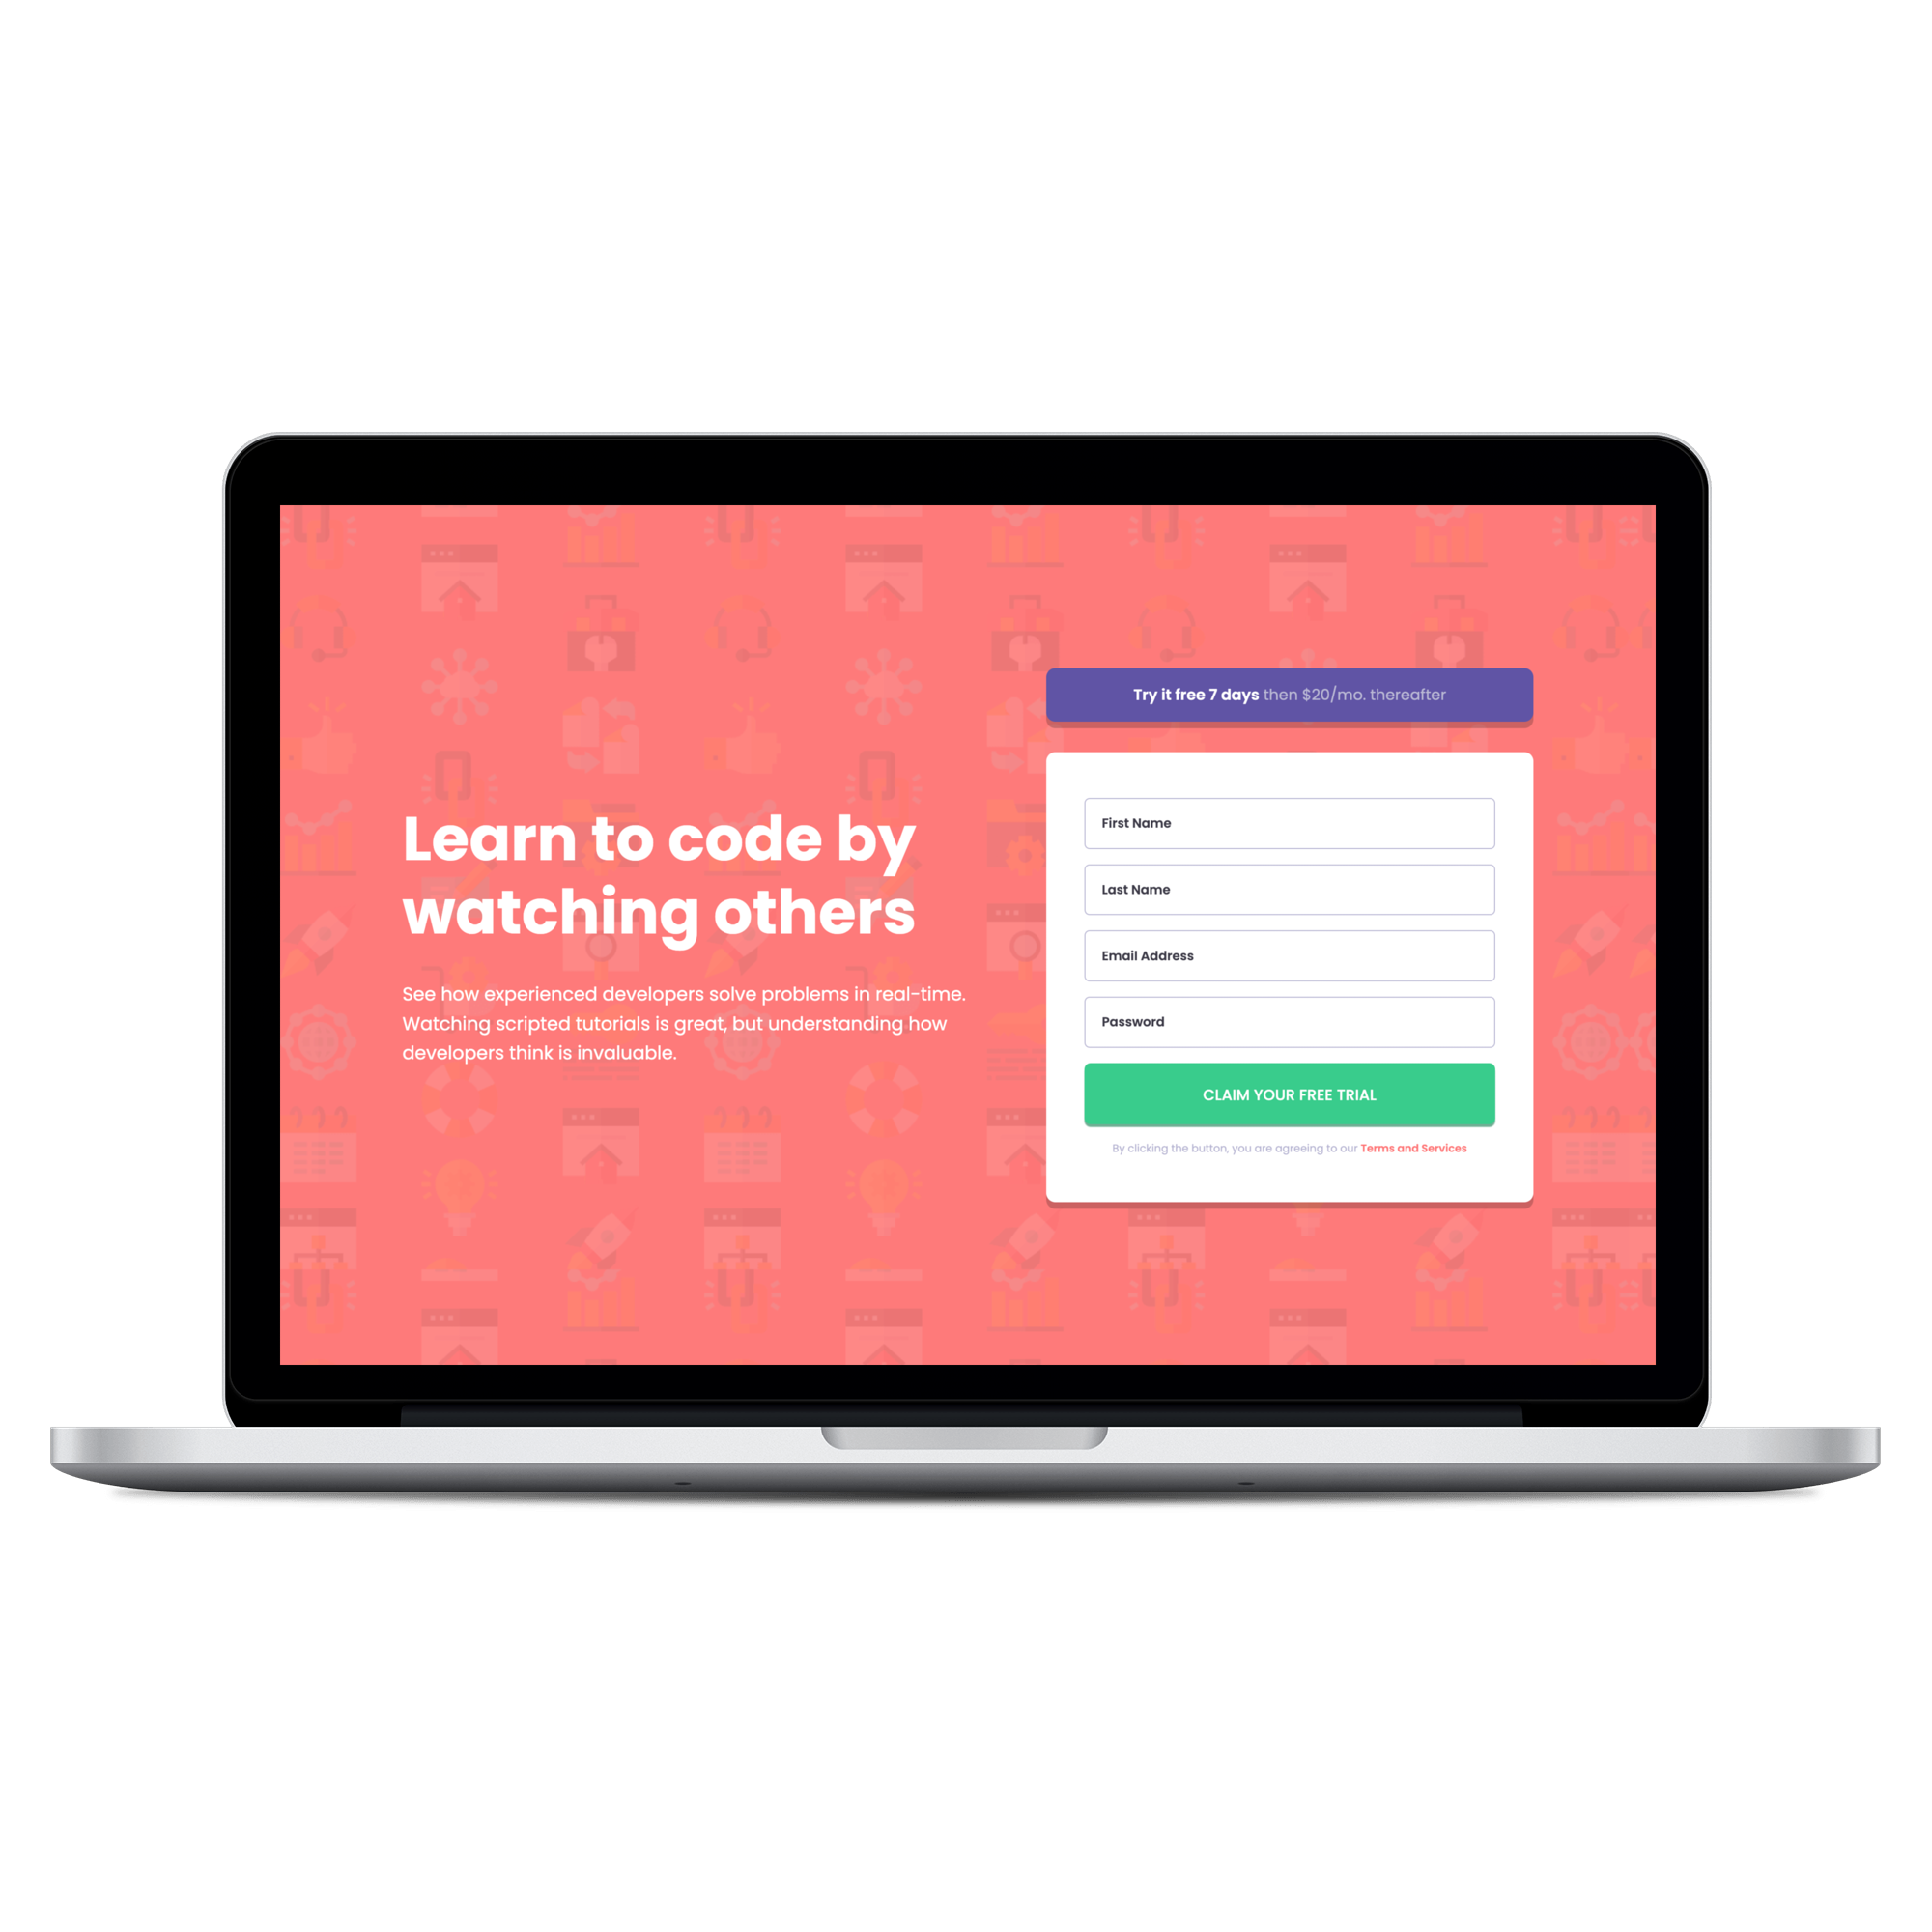 Learn to code by
watching others
See how experienced developers solve problems in real-time.
Watching scripted tutorials is great, but understanding how
developers think is invaluable.
Try it free 7 days then $20/mo. thereafter
First Name
Last Name
Email Address
Password
CLAIM YOUR FREE TRIAL
By clicking the button, you are agreeing to our Terms and Services